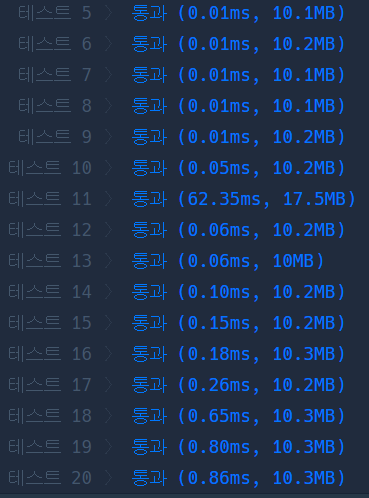 테스트 5 〉 통과 (0.01ms, 10.1MB)
테스트 6 〉 통과 (0.01ms, 10.2MB)
테스트 7 〉 통과 (0.01ms, 10.1MB)
테스트 8 〉 통과 (0.01ms, 10.1MB)
테스트 9 〉 통과 (0.01ms, 10.2MB)
테스트 10 〉 통과 (0.05ms, 10.2MB)
테스트 11 〉 통과 (62.35ms, 17.5MB)
테스트 12 〉 통과 (0.06ms, 10.2MB)
테스트 13 〉 통과 (0.06ms, 10MB)
테스트 14 〉 통과 (0.10ms, 10.2MB)
테스트 15 〉 통과 (0.15ms, 10.2MB)
테스트 16 〉 통과 (0.18ms, 10.3MB)
테스트 17 〉 통과 (0.26ms, 10.2MB)
테스트 18 〉 통과 (0.65ms, 10.3MB)
테스트 19 〉 통과 (0.80ms, 10.3MB)
테스트 20 〉 통과 (0.86ms, 10.3MB)